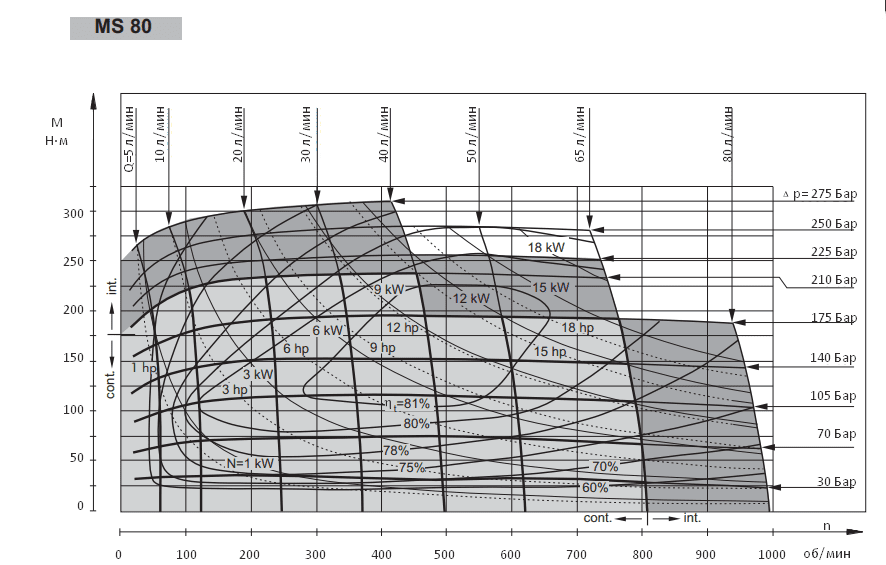 MS 80
M
Н·м
Q=5 л/мин
10 л/мин
20 л/мин
30 л/мин
40 л/мин
50 л/мин
65 л/мин
80 л/мин
Δ p= 275 Бар
250 Бар
225 Бар
210 Бар
175 Бар
140 Бар
105 Бар
70 Бар
30 Бар
300
250
200
150
100
50
0
int.
cont.
18 kW
15 kW
12 kW
9 kW
6 kW
3 kW
N=1 kW
18 hp
15 hp
12 hp
9 hp
6 hp
3 hp
1 hp
ηt=81%
80%
78%
75%
70%
60%
cont.
int.
n
0 100 200 300 400 500 600 700 800 900 1000 об/мин